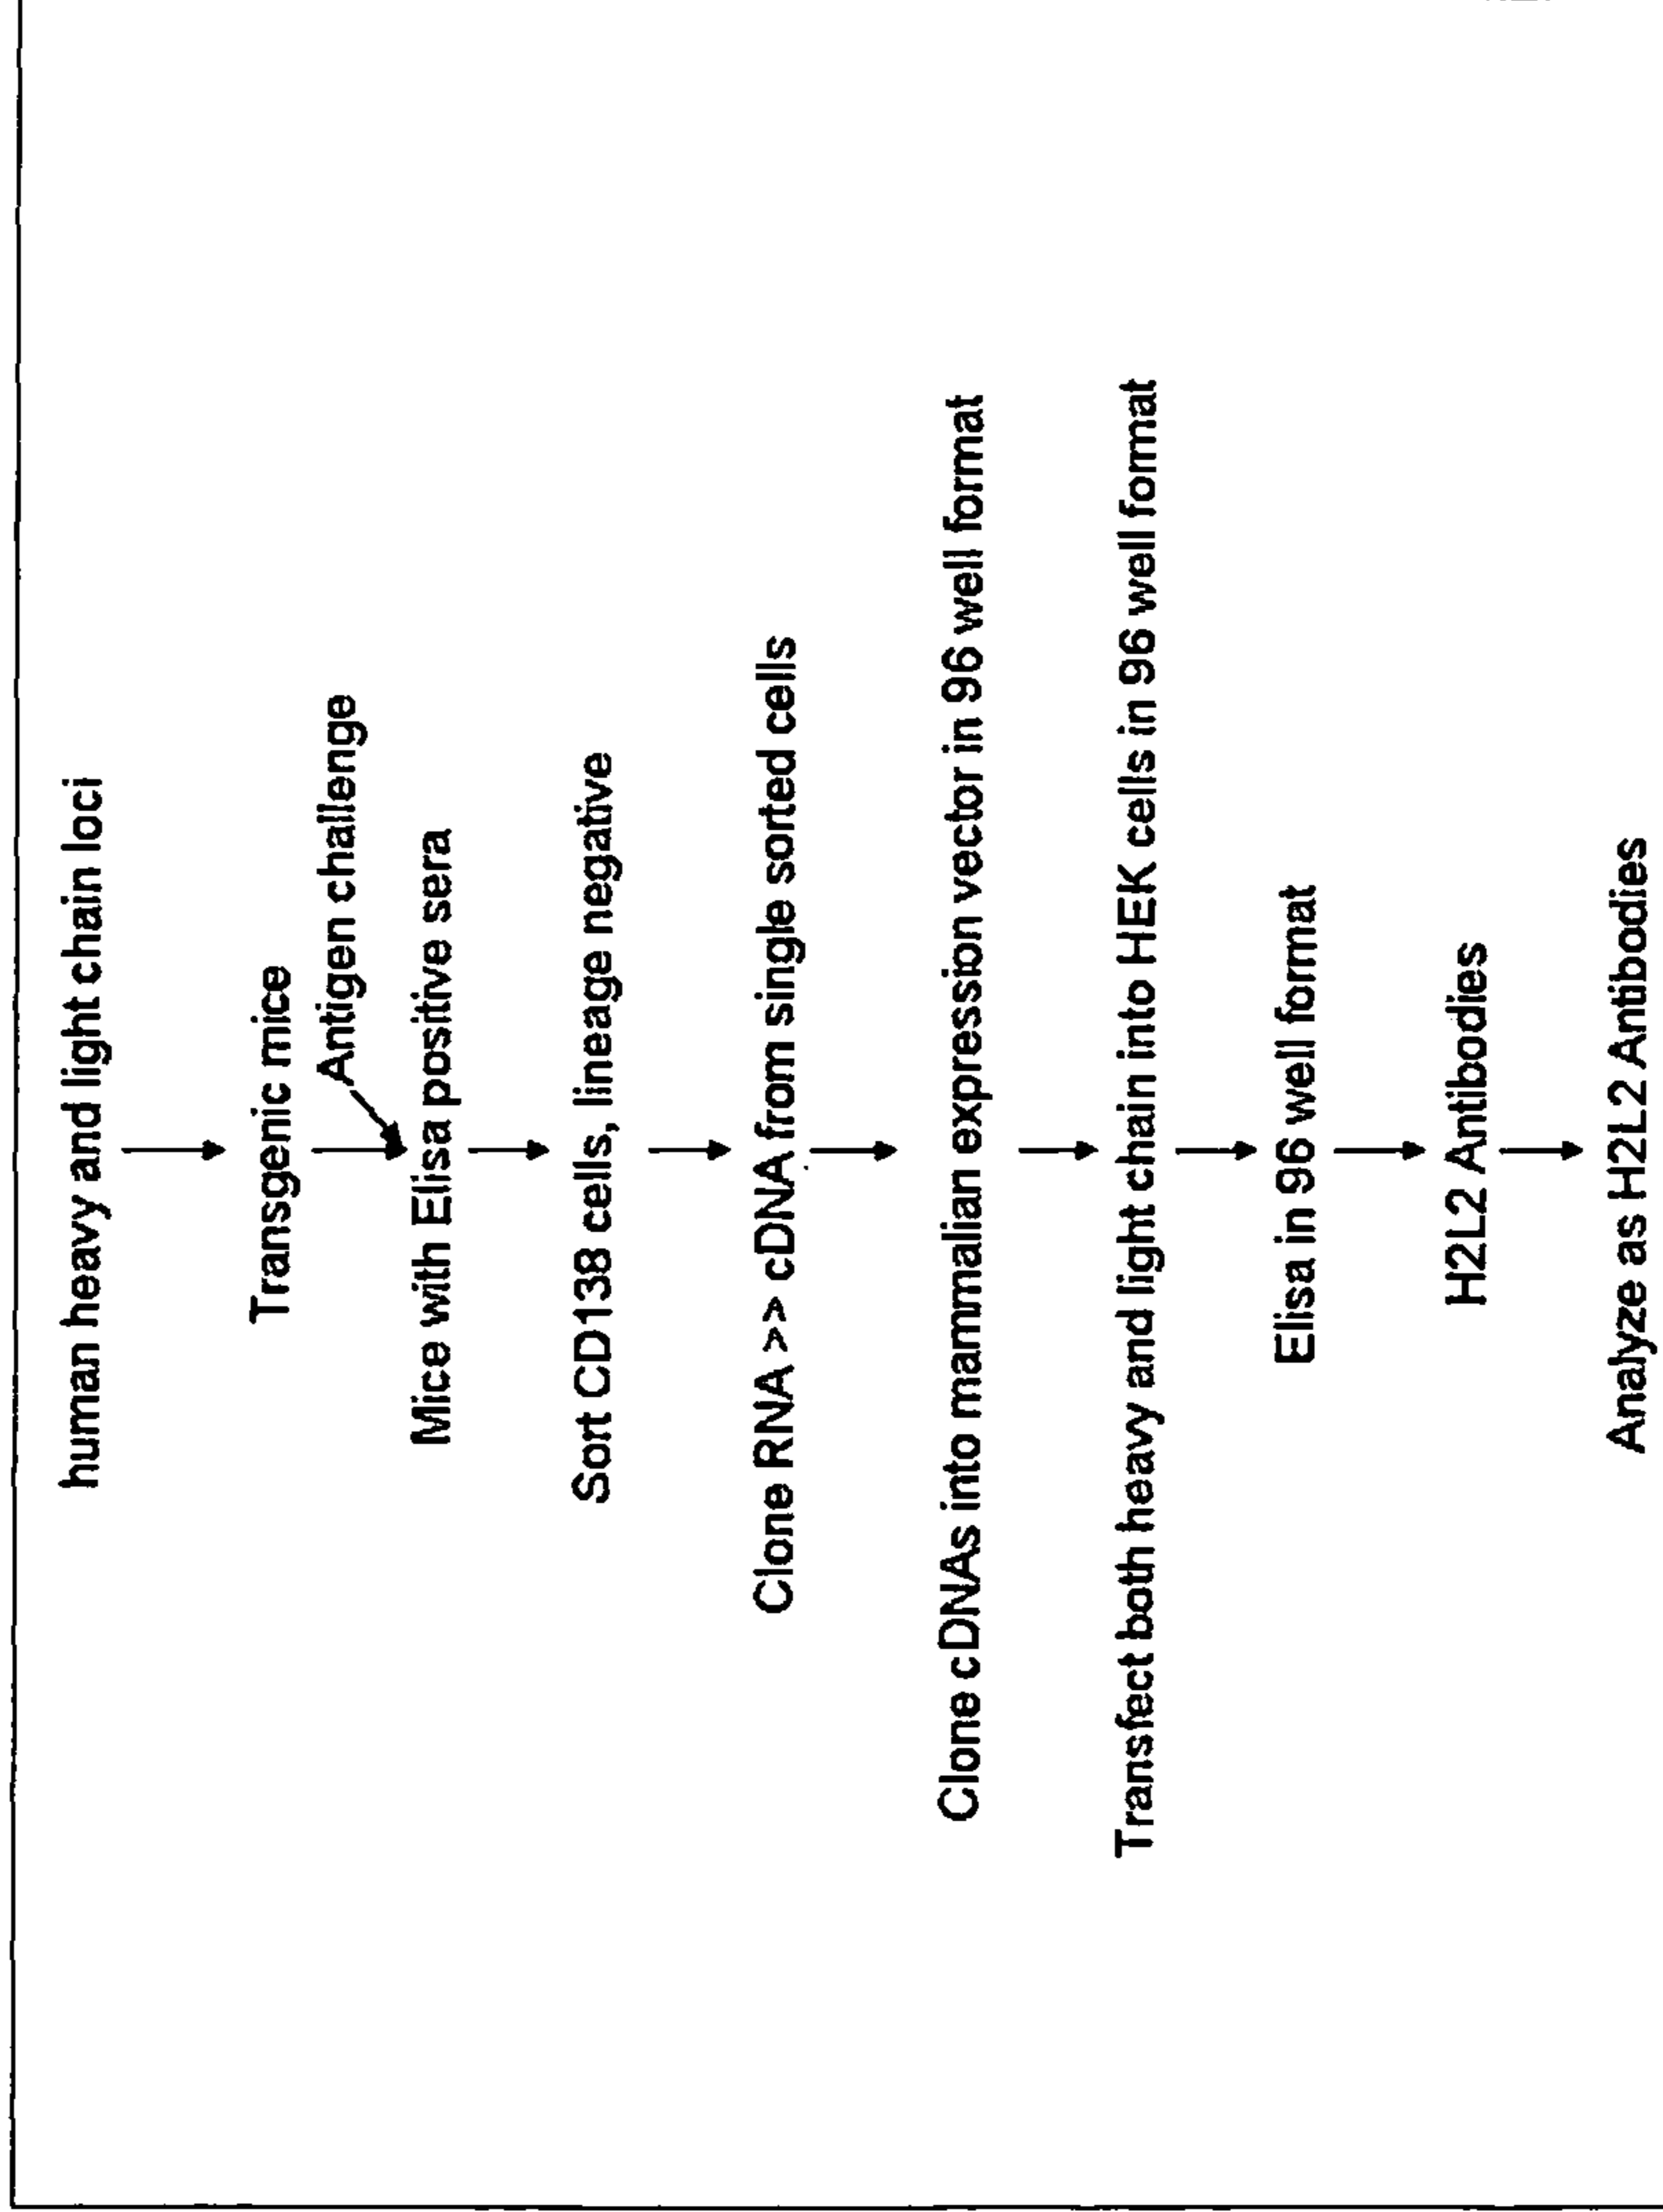 human heavy and light chain loci
Transgenic mice
Antigen challenge
Mice with Elisa positive sera
Sort CD138 cells, lineage negative
Clone RNA >> cDNA from single sorted cells
Clone cDNAs into mammalian expression vector in 96 well format
Transfect both heavy and light chain into HEK cells in 96 well format
Elisa in 96 well format
H2L2 Antibodies
Analyze as H2L2 Antibodies